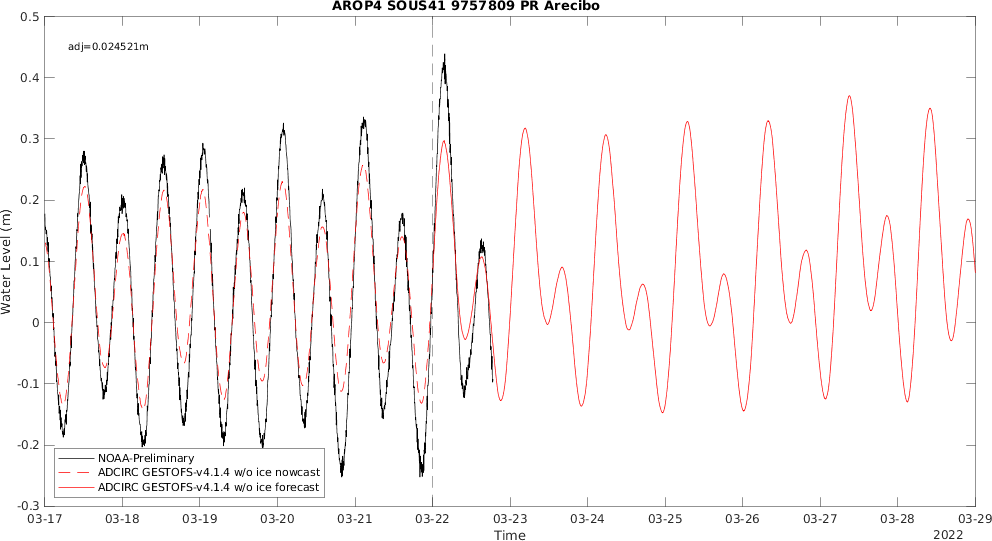 AROP4 SOUS41 9757809 PR Arecibo
0.5
adj=0.024521m
0.4
0.3
0.2
0.1
0
-0.1
-0.2
-0.3
Water Level (m)
NOAA-Preliminary
ADCIRC GESTOFS-v4.1.4 w/o ice nowcast
ADCIRC GESTOFS-v4.1.4 w/o ice forecast
03-17 03-18 03-19 03-20 03-21 03-22 03-23 03-24 03-25 03-26 03-27 03-28 03-29
Time
2022